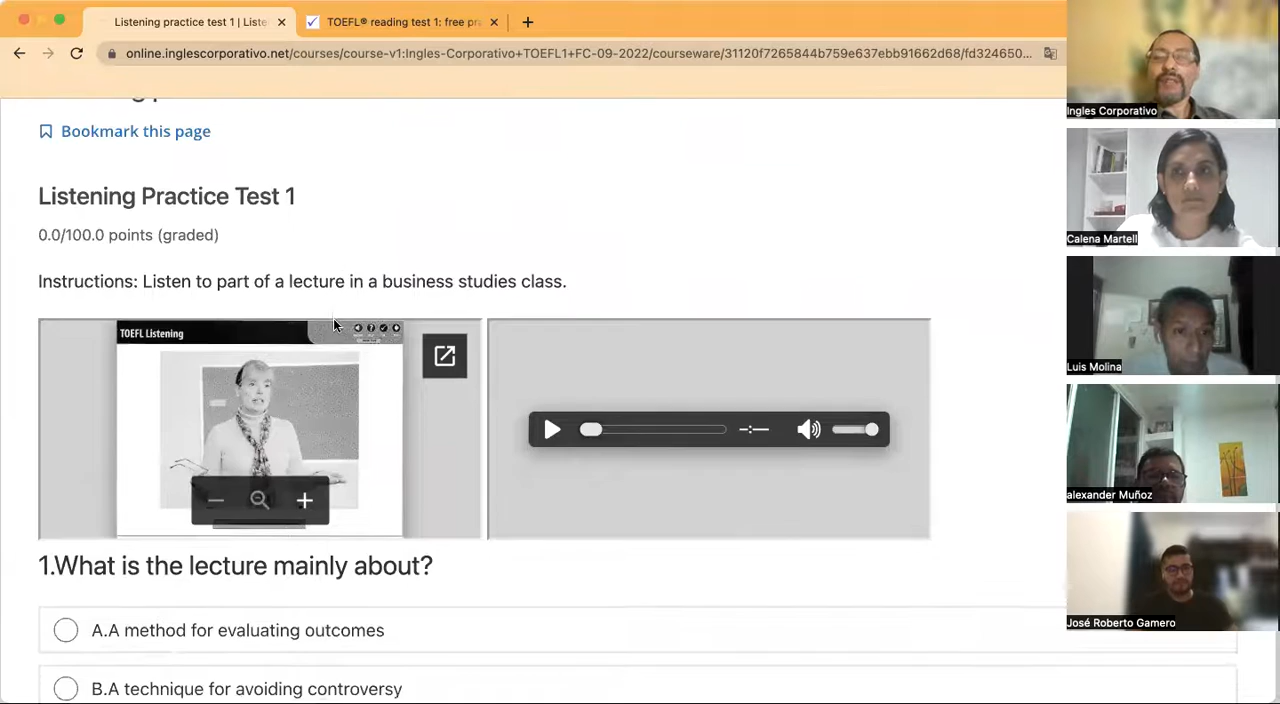 Listening practice test 1 | Liste
TOEFL® reading test 1: free pra
online.inglescorporativo.net/courses/course-v1:Ingles-Corporativo+TOEFL1+FC-09-2022/courseware/31120f7265844b759e637ebb91662d68/fd324650...
Bookmark this page
Listening Practice Test 1
0.0/100.0 points (graded)
Instructions: Listen to part of a lecture in a business studies class.
TOEFL Listening
-:--
1.What is the lecture mainly about?
A.A method for evaluating outcomes
B.A technique for avoiding controversy
Ingles Corporativo
Calena Martell
Luis Molina
alexander Muñoz
José Roberto Gamero